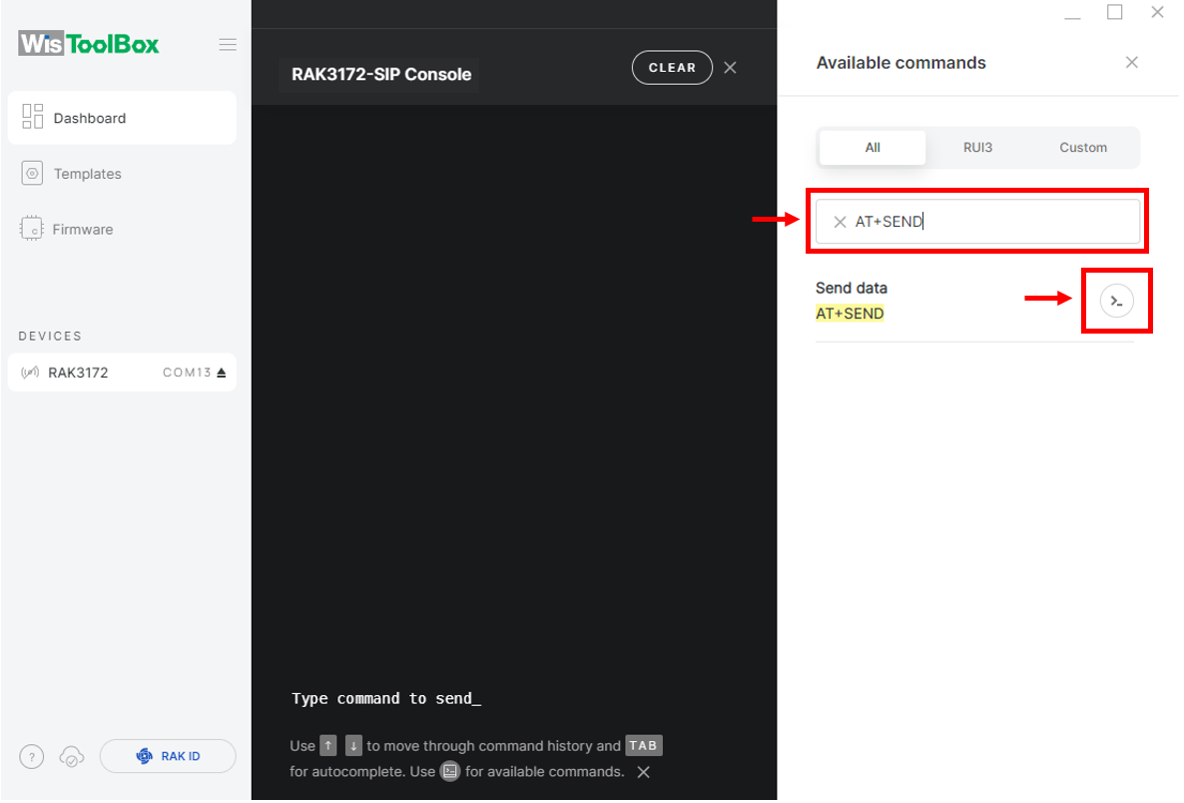 WisToolBox
Dashboard
Templates
Firmware
DEVICES
RAK3172 COM13
?
RAK ID
RAK3172-SIP Console
CLEAR
Type command to send_
Use ↑ ↓ to move through command history and TAB
for autocomplete. Use for available commands.
Available commands
All RUI3 Custom
AT+SEND
Send data
AT+SEND
>_